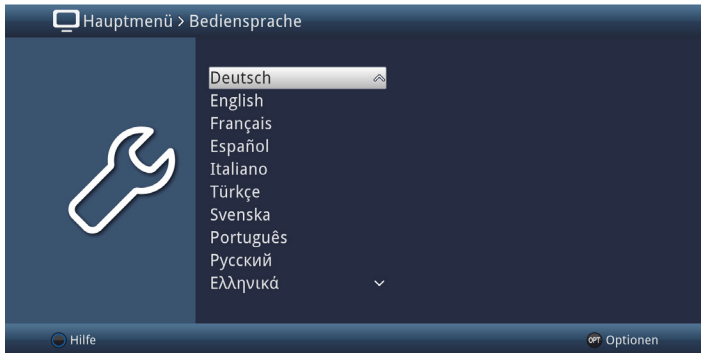 Hauptmenü > Bediensprache
Deutsch
English
Français
Español
Italiano
Türkçe
Svenska
Português
Русский
Ελληνικά
Hilfe
OPT Optionen